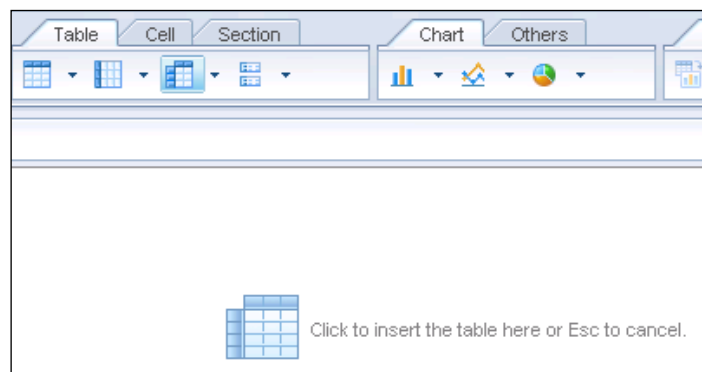 Table Cell Section Chart Others
Click to insert the table here or Esc to cancel.